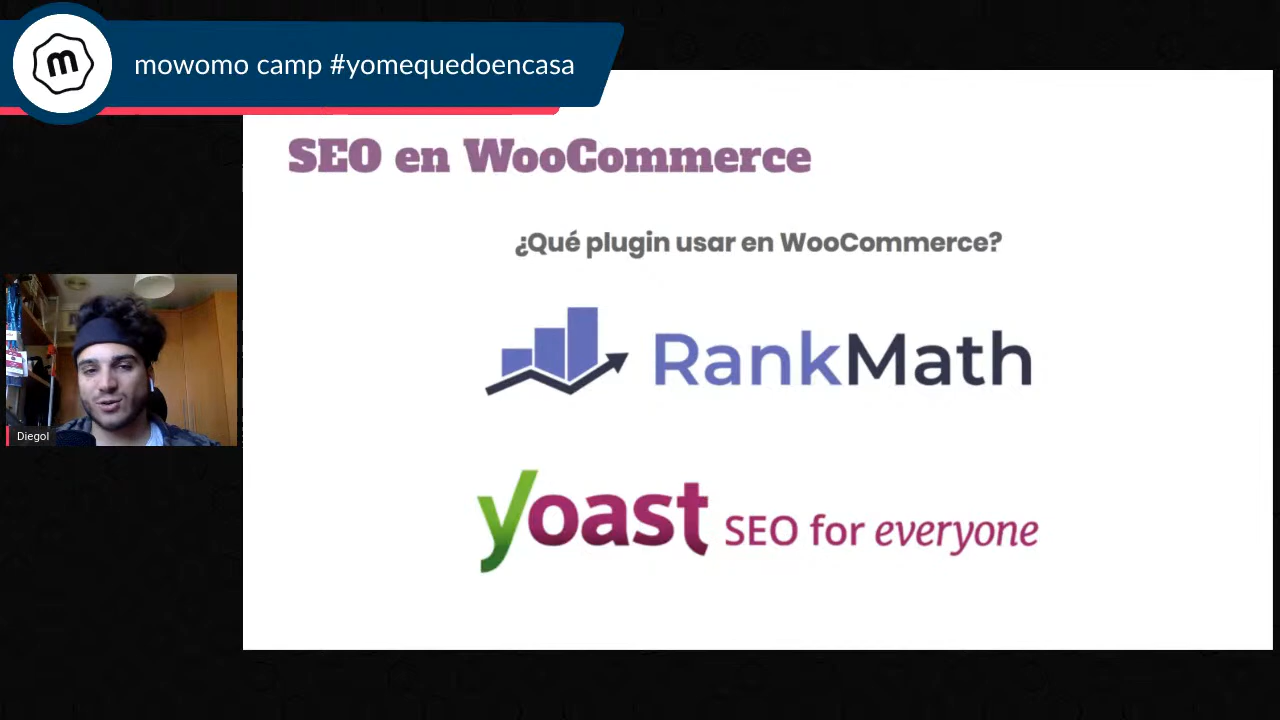 mowomo camp #yomequedoencasa
SEO en WooCommerce
¿Qué plugin usar en WooCommerce?
RankMath
yoast SEO for everyone
Diegol
m